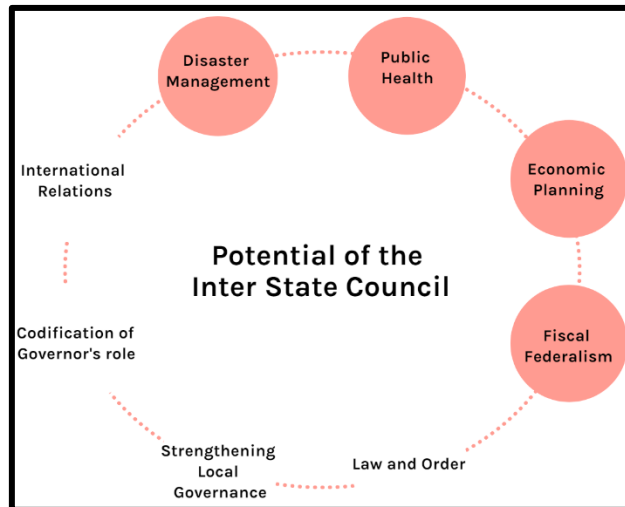 Potential of the
Inter State Council
Disaster
Management
Public
Health
Economic
Planning
Fiscal
Federalism
Law and Order
Strengthening
Local
Governance
Codification of
Governor's role
International
Relations